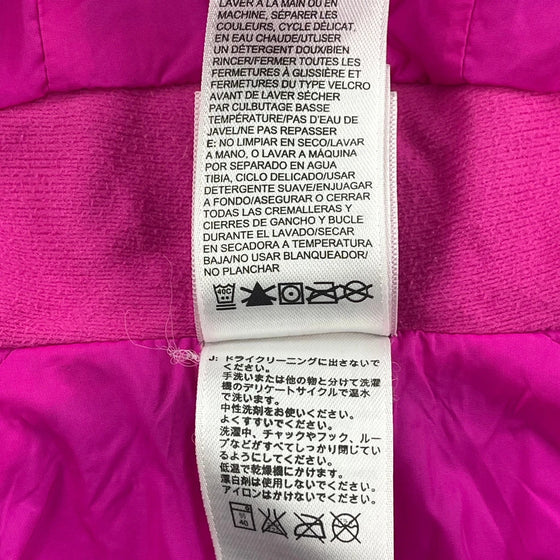 LAVER À LA MAIN OU EN
MACHINE, SÉPARER LES
COULEURS, CYCLE DÉLICAT,
EN EAU CHAUDE/UTLISER
UN DÉTERGENT DOUX/BIEN
RINCER/FERMER TOUTES LES
FERMETURES À GLISSIÈRE ET
FERMETURES DU TYPE VELCRO
AVANT DE LAVER SÉCHER
PAR CULBUTAGE BASSE
TEMPÉRATURE/PAS D'EAU DE
JAVEL/NE PAS REPASSER
E: NO LIMPIAR EN SECO/LAVAR
A MANO, O LAVAR A MÀQUINA
POR SEPARADO EN AGUA
TIBIA, CICLO DELICADO/USAR
DETERGENTE SUAVE/ENJUAGAR
A FONDO/ASEGURAR O CERRAR
TODAS LAS CREMALLERAS Y
CIERRES DE GANCHO Y BUCLE
DURANTE EL LAVADO/SECAR
EN SECADORA A TEMPERATURA
BAJA/NO USAR BLANQUEADOR/
NO PLANCHAR
40C
J: ドライクリーニングに出さないで
ください。
手洗いまたは他の物と分けて洗濯
機のデリケートサイクルで温水
で洗います。
中性洗剤をお使いください。
よくすすいでください。
洗濯中、チャックやフック、ルー
プなどがすべてしっかり閉じてい
るようにしてください。
低温で乾燥機にかけます。
漂白剤は使用しないでください。
アイロンはかけないでください。
40